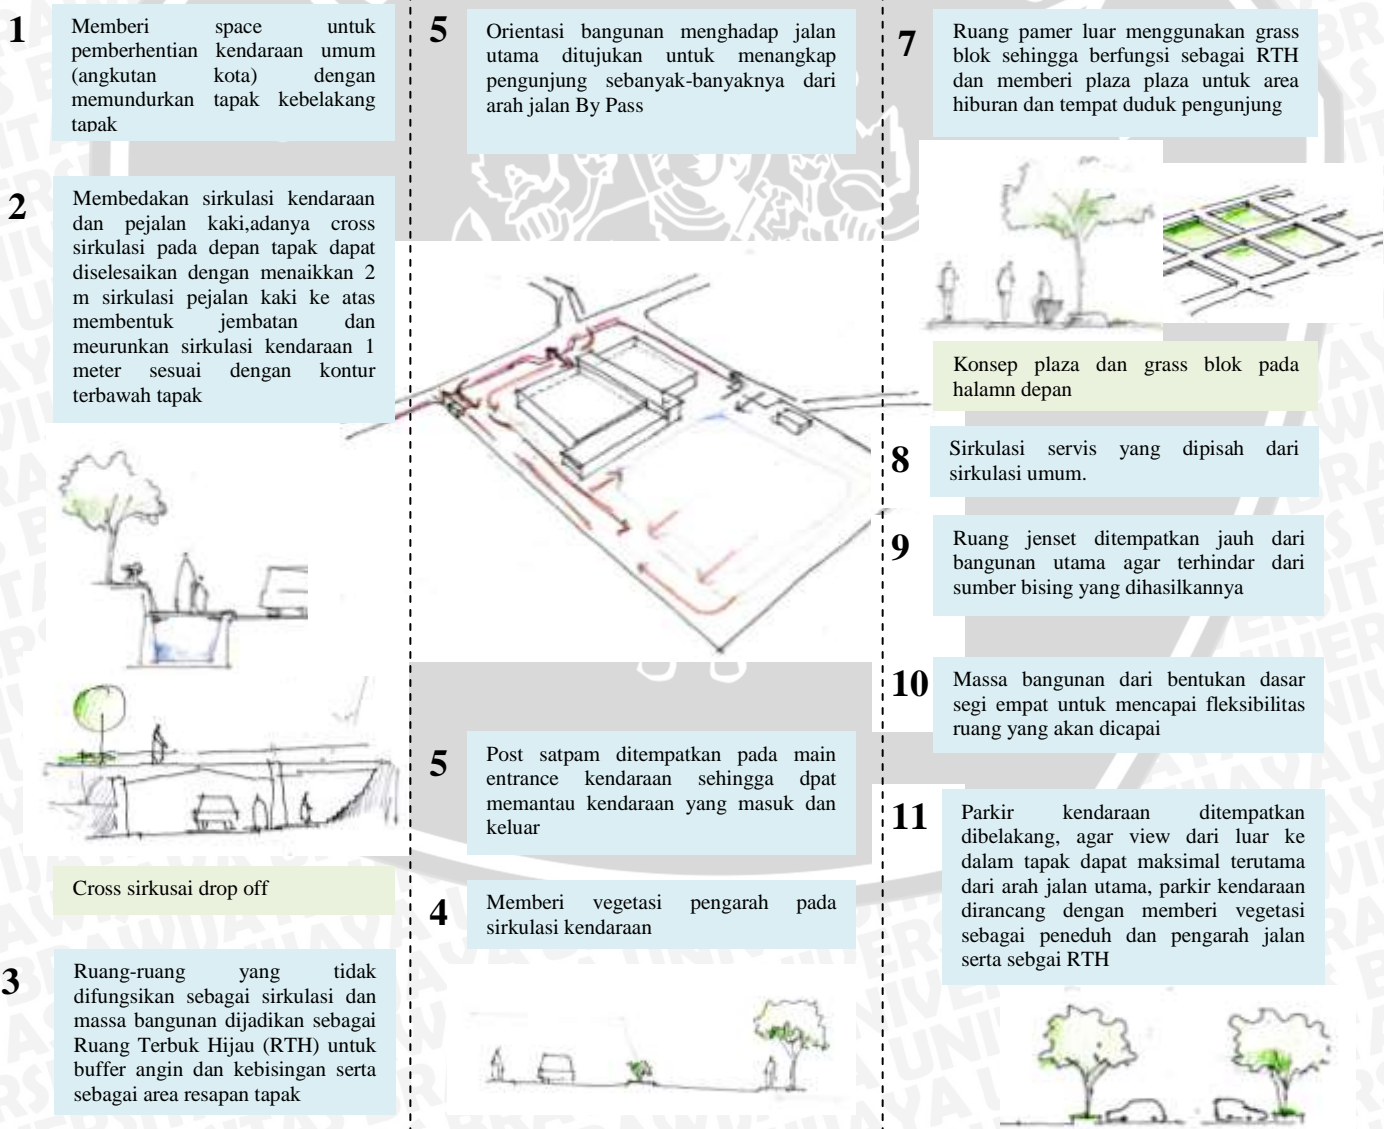 1
Memberi space untuk
pemberhentian kendaraan umum
(angkutan kota) dengan
memundurkan tapak kebelakang
tapak
2
Membedakan sirkulasi kendaraan
dan pejalan kaki,adanya cross
sirkulasi pada depan tapak dapat
diselesaikan dengan menaikkan 2
m sirkulasi pejalan kaki ke atas
membentuk jembatan dan
meurunkan sirkulasi kendaraan 1
meter sesuai dengan kontur
terbawah tapak
Cross sirkusai drop off
3
Ruang-ruang yang tidak
difungsikan sebagai sirkulasi dan
massa bangunan dijadikan sebagai
Ruang Terbuk Hijau (RTH) untuk
buffer angin dan kebisingan serta
sebagai area resapan tapak
5
Orientasi bangunan menghadap jalan
utama ditujukan untuk menangkap
pengunjung sebanyak-banyaknya dari
arah jalan By Pass
5
Post satpam ditempatkan pada main
entrance kendaraan sehingga dpat
memantau kendaraan yang masuk dan
keluar
4
Memberi vegetasi pengarah pada
sirkulasi kendaraan
7
Ruang pamer luar menggunakan grass
blok sehingga berfungsi sebagai RTH
dan memberi plaza plaza untuk area
hiburan dan tempat duduk pengunjung
Konsep plaza dan grass blok pada
halamn depan
8
Sirkulasi servis yang dipisah dari
sirkulasi umum.
9
Ruang jenset ditempatkan jauh dari
bangunan utama agar terhindar dari
sumber bising yang dihasilkannya
10
Massa bangunan dari bentukan dasar
segi empat untuk mencapai fleksibilitas
ruang yang akan dicapai
11
Parkir kendaraan ditempatkan
dibelakang, agar view dari luar ke
dalam tapak dapat maksimal terutama
dari arah jalan utama, parkir kendaraan
dirancang dengan memberi vegetasi
sebagai peneduh dan pengarah jalan
serta sebgai RTH